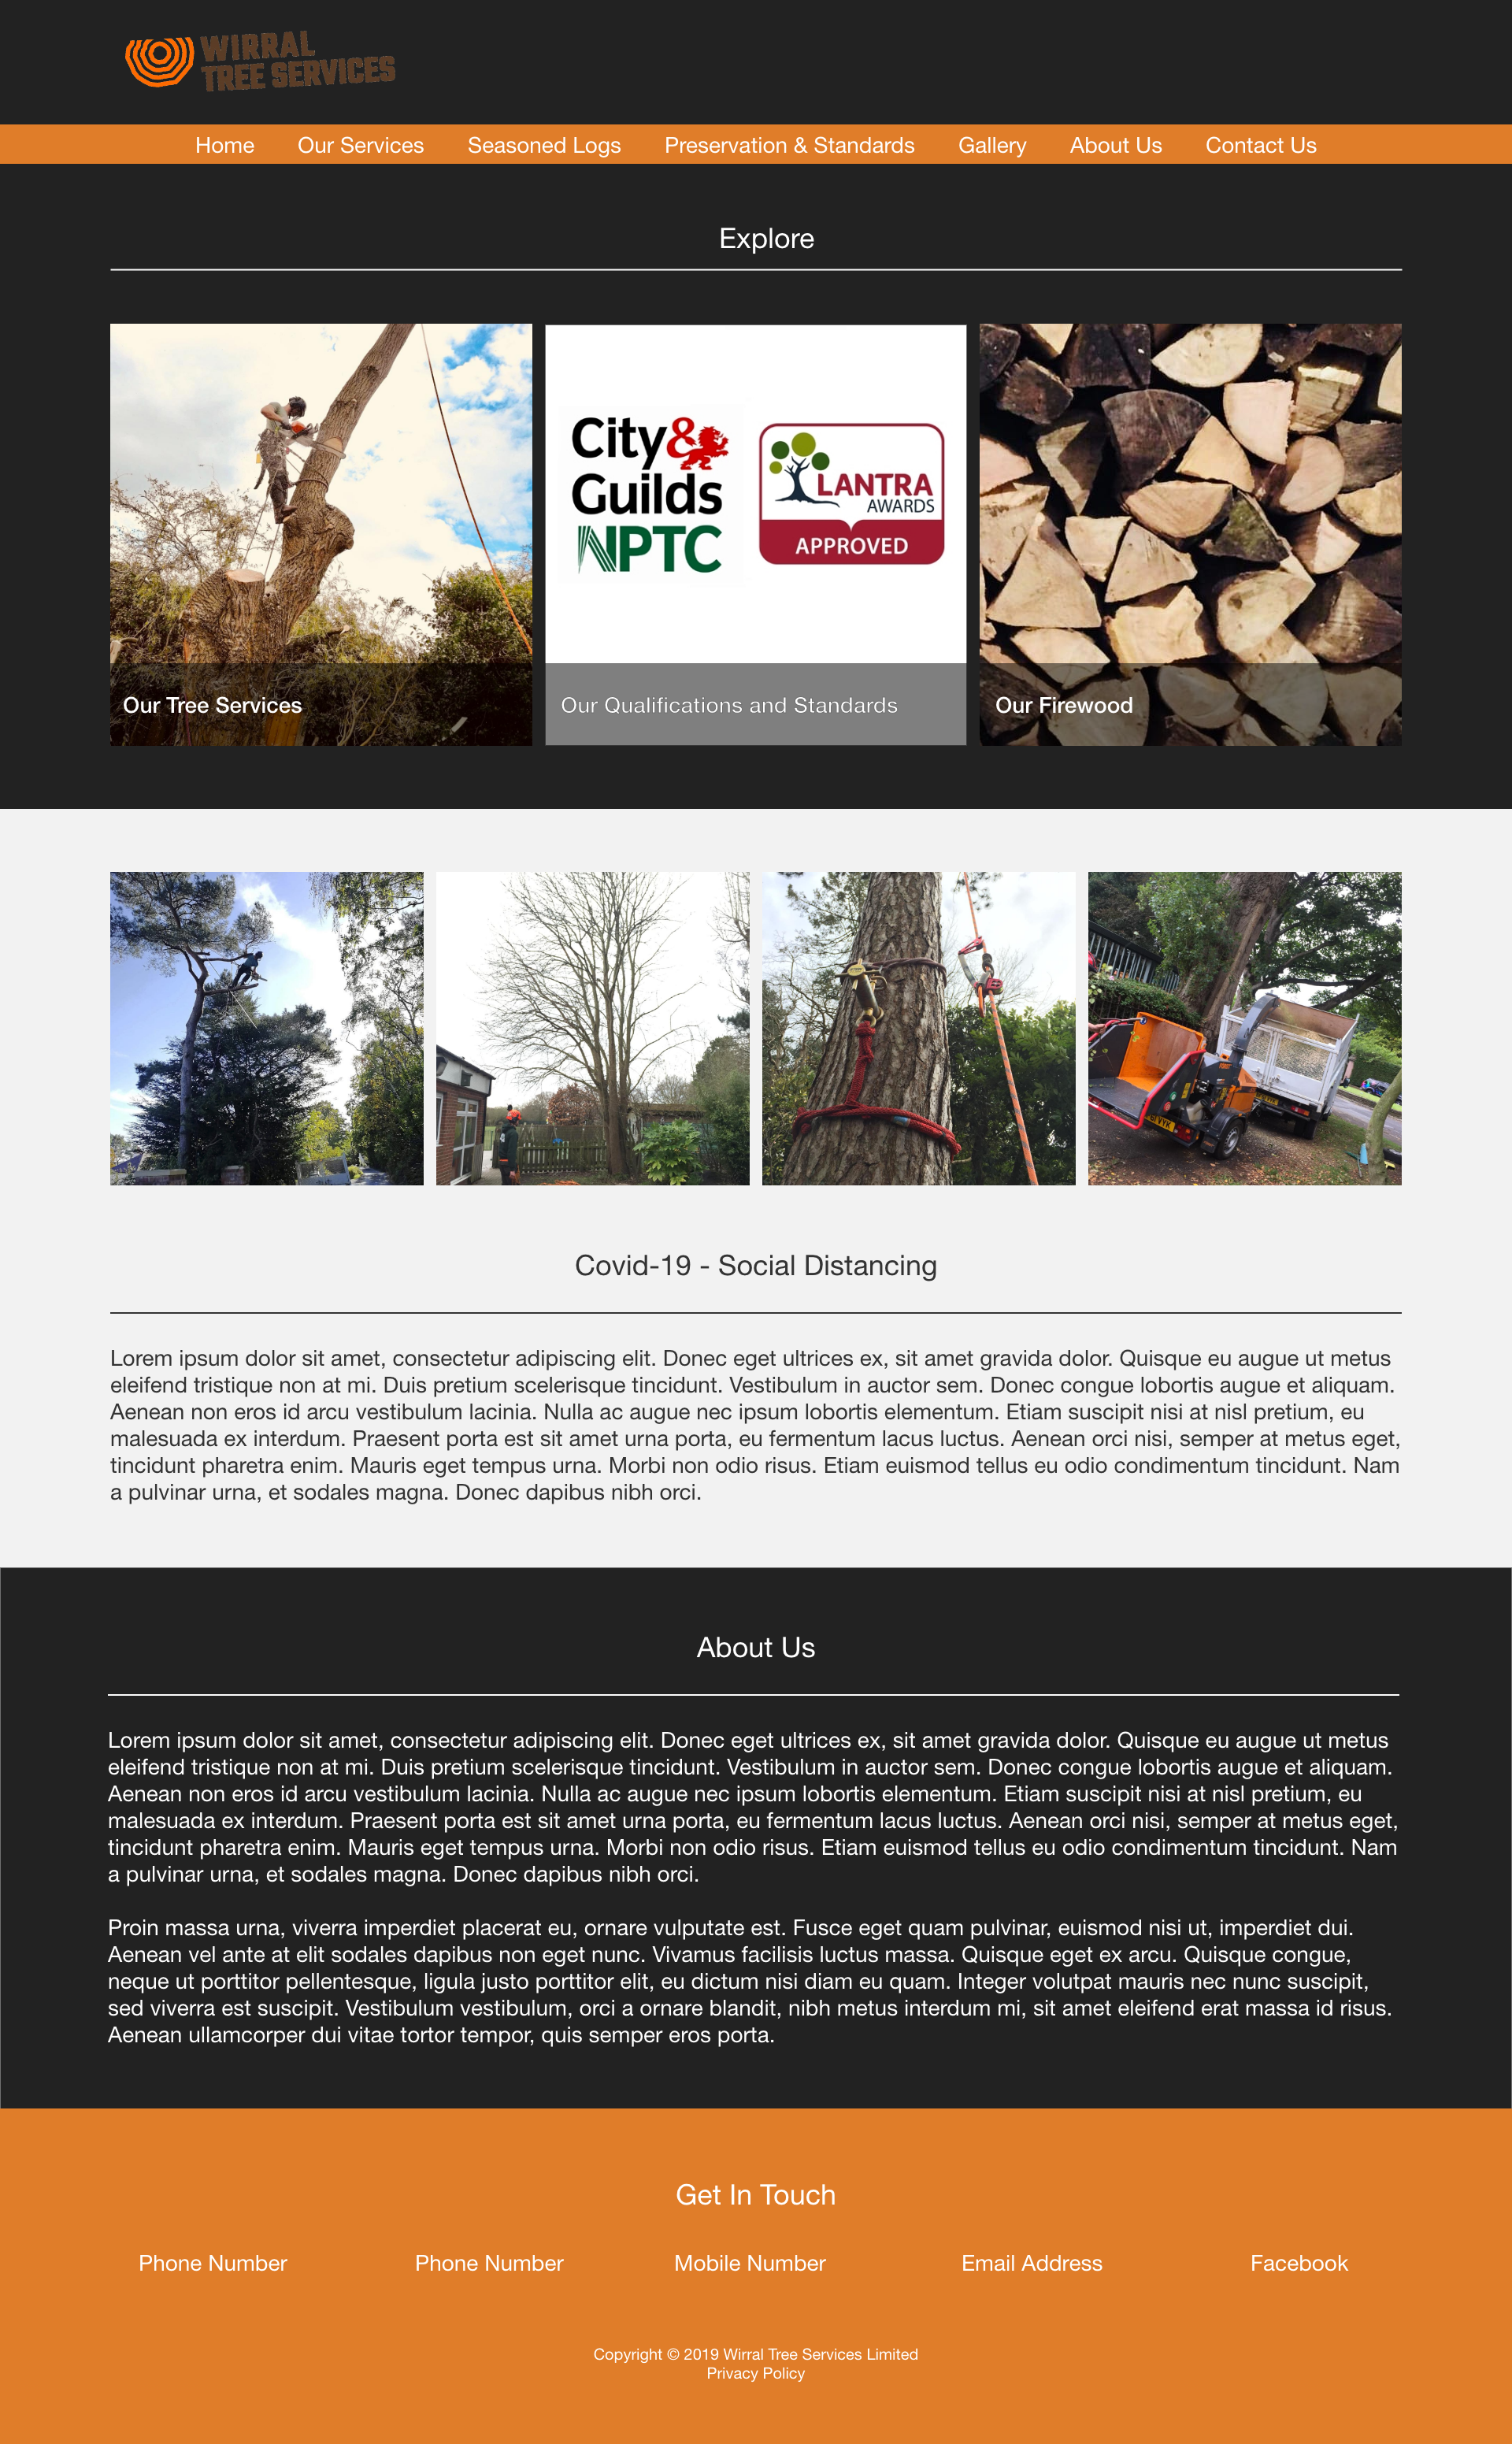 WIRRAL
TREE SERVICES
Home Our Services Seasoned Logs Preservation & Standards Gallery About Us Contact Us
Explore
City&
Guilds
NPTC
LANTRA
AWARDS
APPROVED
Our Tree Services
Our Qualifications and Standards
Our Firewood
Covid-19 - Social Distancing
Lorem ipsum dolor sit amet, consectetur adipiscing elit. Donec eget ultrices ex, sit amet gravida dolor. Quisque eu augue ut metus
eleifend tristique non at mi. Duis pretium scelerisque tincidunt. Vestibulum in auctor sem. Donec congue lobortis augue et aliquam.
Aenean non eros id arcu vestibulum lacinia. Nulla ac augue nec ipsum lobortis elementum. Etiam suscipit nisi at nisl pretium, eu
malesuada ex interdum. Praesent porta est sit amet urna porta, eu fermentum lacus luctus. Aenean orci nisi, semper at metus eget,
tincidunt pharetra enim. Mauris eget tempus urna. Morbi non odio risus. Etiam euismod tellus eu odio condimentum tincidunt. Nam
a pulvinar urna, et sodales magna. Donec dapibus nibh orci.
About Us
Lorem ipsum dolor sit amet, consectetur adipiscing elit. Donec eget ultrices ex, sit amet gravida dolor. Quisque eu augue ut metus
eleifend tristique non at mi. Duis pretium scelerisque tincidunt. Vestibulum in auctor sem. Donec congue lobortis augue et aliquam.
Aenean non eros id arcu vestibulum lacinia. Nulla ac augue nec ipsum lobortis elementum. Etiam suscipit nisi at nisl pretium, eu
malesuada ex interdum. Praesent porta est sit amet urna porta, eu fermentum lacus luctus. Aenean orci nisi, semper at metus eget,
tincidunt pharetra enim. Mauris eget tempus urna. Morbi non odio risus. Etiam euismod tellus eu odio condimentum tincidunt. Nam
a pulvinar urna, et sodales magna. Donec dapibus nibh orci.
Proin massa urna, viverra imperdiet placerat eu, ornare vulputate est. Fusce eget quam pulvinar, euismod nisi ut, imperdiet dui.
Aenean vel ante at elit sodales dapibus non eget nunc. Vivamus facilisis luctus massa. Quisque eget ex arcu. Quisque congue,
neque ut porttitor pellentesque, ligula justo porttitor elit, eu dictum nisi diam eu quam. Integer volutpat mauris nec nunc suscipit,
sed viverra est suscipit. Vestibulum vestibulum, orci a ornare blandit, nibh metus interdum mi, sit amet eleifend erat massa id risus.
Aenean ullamcorper dui vitae tortor tempor, quis semper eros porta.
Get In Touch
Phone Number Phone Number Mobile Number Email Address Facebook
Copyright © 2019 Wirral Tree Services Limited
Privacy Policy